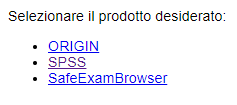 Selezionare il prodotto desiderato:
ORIGIN
SPSS
SafeExamBrowser